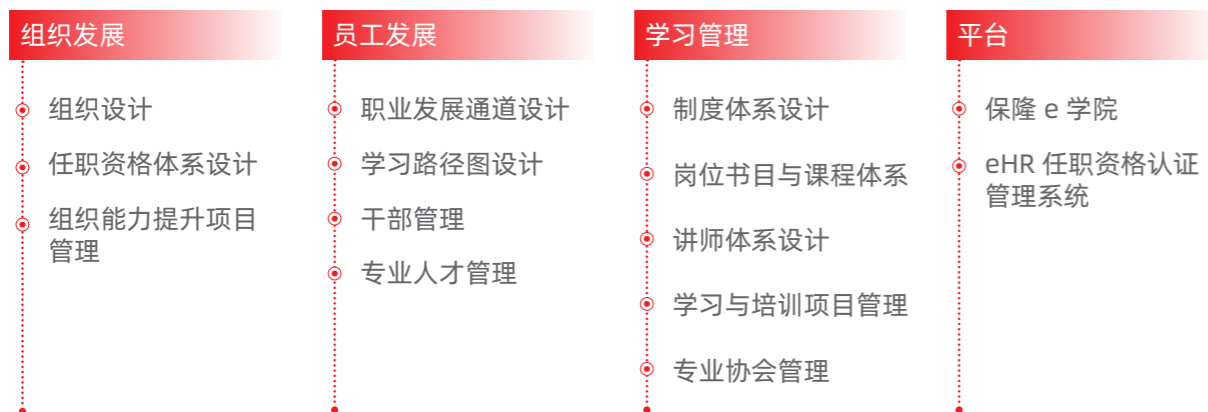 组织发展
组织设计
任职资格体系设计
组织能力提升项目
管理
员工发展
职业发展通道设计
学习路径图设计
干部管理
专业人才管理
学习管理
制度体系设计
岗位书目与课程体系
讲师体系设计
学习与培训项目管理
专业协会管理
平台
保隆 e 学院
eHR 任职资格认证
管理系统